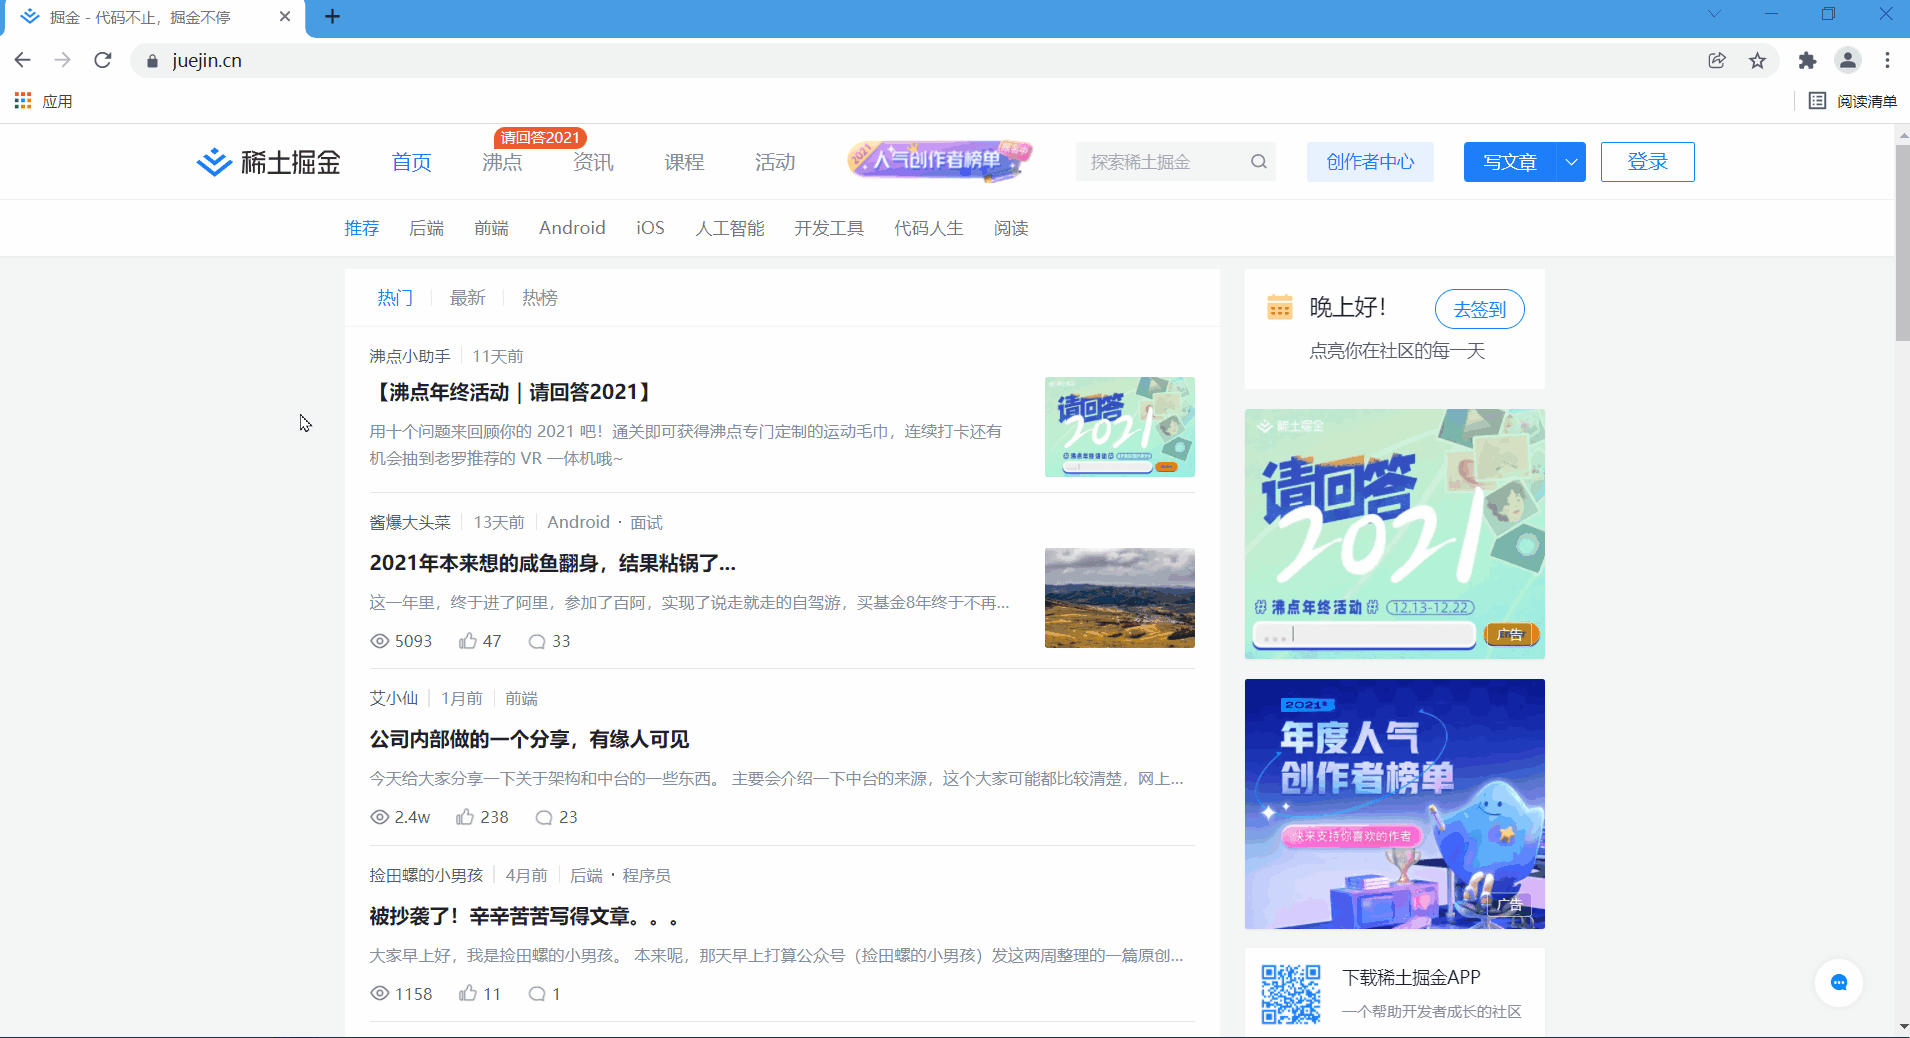 掘金 - 代码不止，掘金不停
juejin.cn
应用
阅读清单
稀土掘金
首页
请回答2021
沸点
资讯
课程
活动
2021
人气创作者榜单
探索稀土掘金
创作者中心
写文章
登录
推荐 后端 前端 Android iOS 人工智能 开发工具 代码人生 阅读
热门 最新 热榜
沸点小助手 11天前
【沸点年终活动｜请回答2021】
用十个问题来回顾你的 2021 吧！通关即可获得沸点专门定制的运动毛巾，连续打卡还有
机会抽到老罗推荐的 VR 一体机哦~
请回答
2021
#沸点年终活动#
酱爆大头菜 13天前 Android · 面试
2021年本来想的咸鱼翻身，结果粘锅了...
这一年里，终于进了阿里，参加了百阿，实现了说走就走的自驾游，买基金8年终于不再...
5093 47 33
艾小仙 1月前 前端
公司内部做的一个分享，有缘人可见
今天给大家分享一下关于架构和中台的一些东西。 主要会介绍一下中台的来源，这个大家可能都比较清楚，网上...
2.4w 238 23
捡田螺的小男孩 4月前 后端 · 程序员
被抄袭了！辛辛苦苦写得文章。。。
大家早上好，我是捡田螺的小男孩。 本来呢，那天早上打算公众号（捡田螺的小男孩）发这两周整理的一篇原创...
1158 11 1
晚上好！
去签到
点亮你在社区的每一天
稀土掘金
请回答
2021
# 沸点年终活动 # 12.13-12.22
...
广告
2021
年度人气
创作者榜单
快来支持你喜欢的作者
广告
下载稀土掘金APP
一个帮助开发者成长的社区